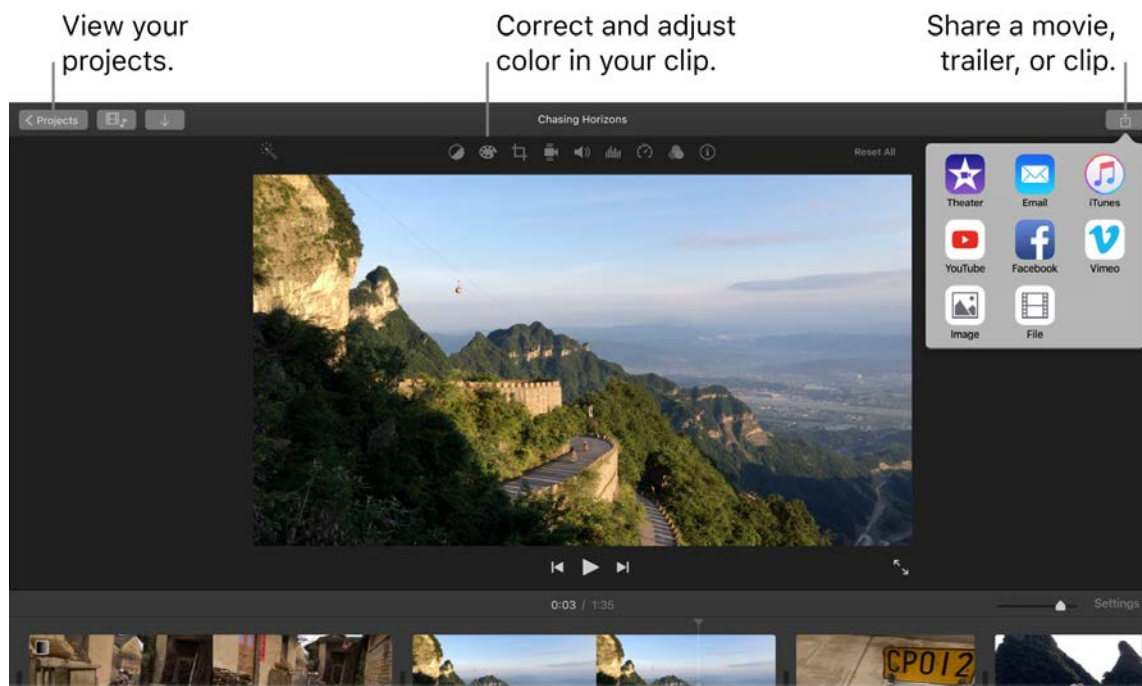 View your
projects.
Correct and adjust
color in your clip.
Share a movie,
trailer, or clip.
Projects
Chasing Horizons
Reset All
Theater
Email
iTunes
YouTube
Facebook
Vimeo
Image
File
0:03 / 1:35
Settings
CP012